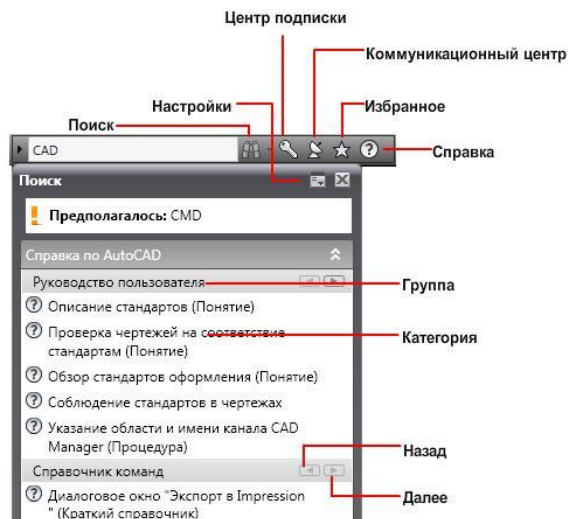 Центр подписки
Коммуникационный центр
Настройки
Избранное
Поиск
CAD
Справка
Поиск
Предполагалось: CMD
Справка по AutoCAD
Руководство пользователя
Группа
Описание стандартов (Понятие)
Проверка чертежей на соответствие
стандартам (Понятие)
Категория
Обзор стандартов оформления (Понятие)
Соблюдение стандартов в чертежах
Указание области и имени канала CAD
Manager (Процедура)
Назад
Справочник команд
Диалоговое окно "Экспорт в Impression
" (Краткий справочник)
Далее